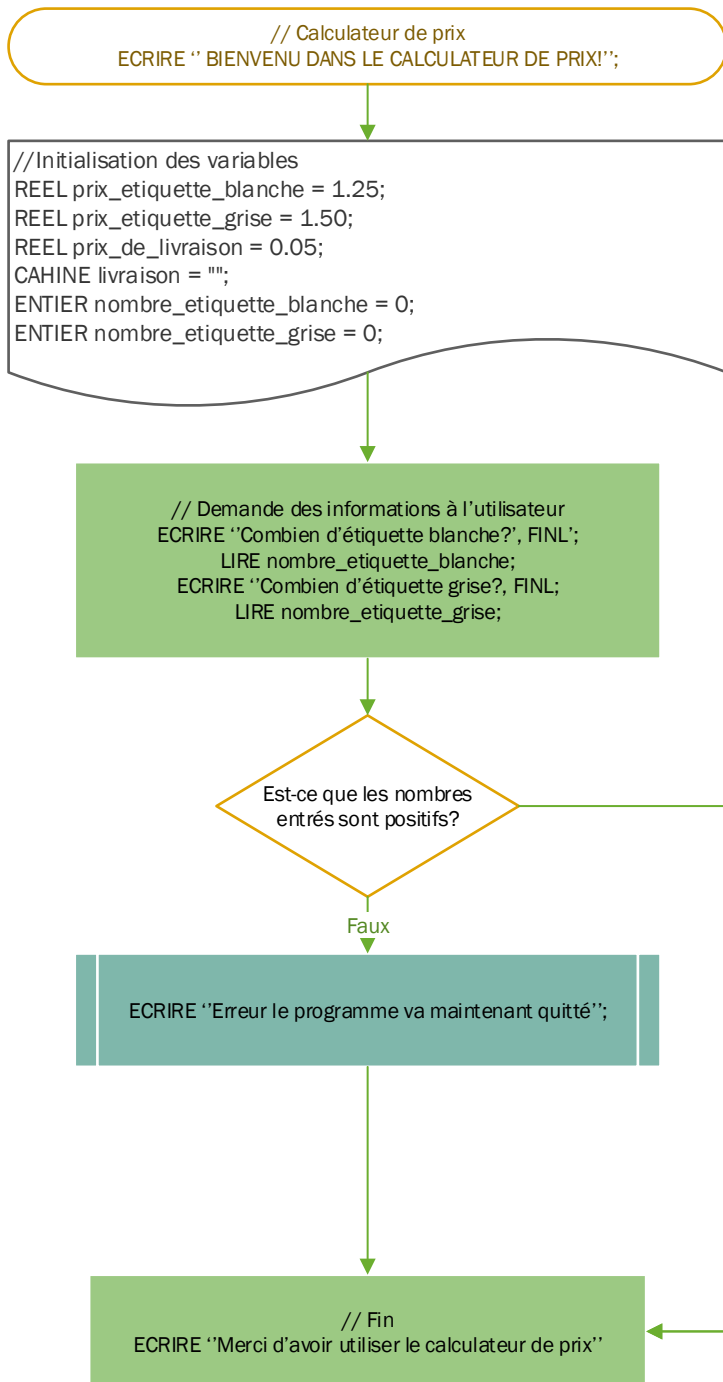 // Calculateur de prix
ECRIRE ‘’ BIENVENU DANS LE CALCULATEUR DE PRIX!’’;
//Initialisation des variables
REEL prix_etiquette_blanche = 1.25;
REEL prix_etiquette_grise = 1.50;
REEL prix_de_livraison = 0.05;
CAHINE livraison = "";
ENTIER nombre_etiquette_blanche = 0;
ENTIER nombre_etiquette_grise = 0;
// Demande des informations à l’utilisateur
ECRIRE ‘’Combien d’étiquette blanche?’, FINL’;
LIRE nombre_etiquette_blanche;
ECRIRE ‘’Combien d’étiquette grise?, FINL;
LIRE nombre_etiquette_grise;
Est-ce que les nombres
entrés sont positifs?
Faux
ECRIRE ‘’Erreur le programme va maintenant quitté’’;
// Fin
ECRIRE ‘’Merci d’avoir utiliser le calculateur de prix’’